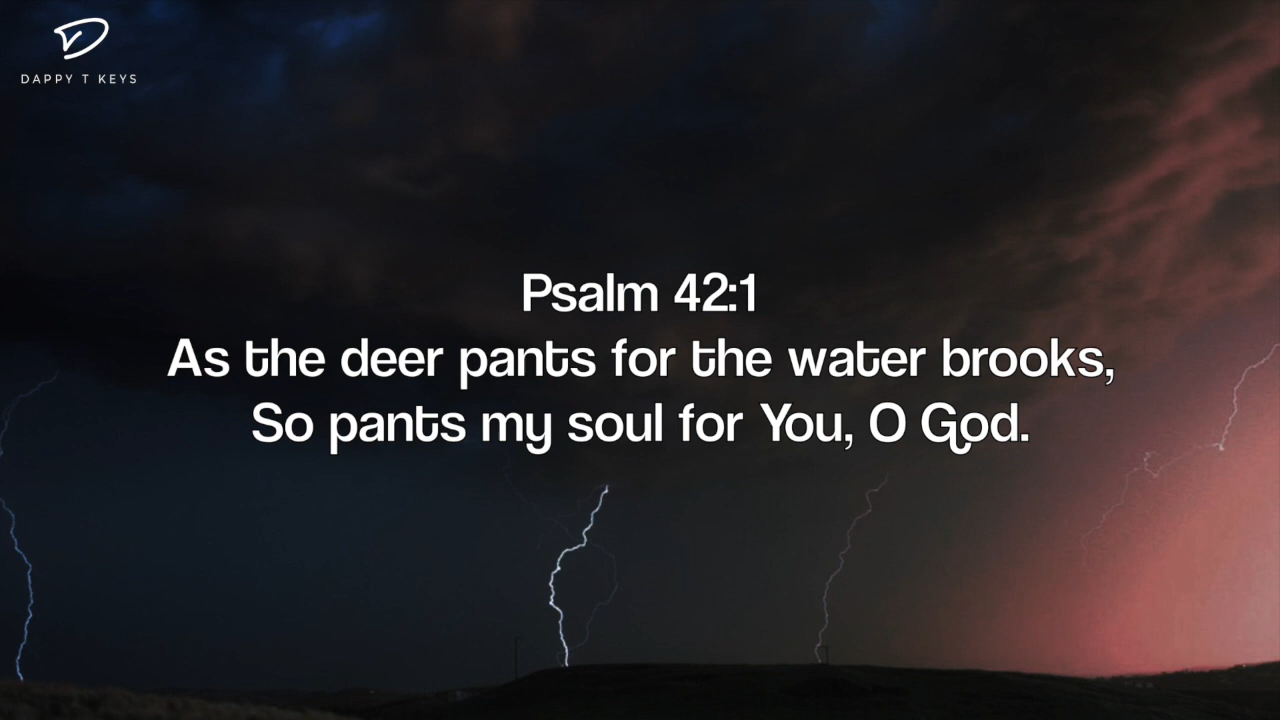 DAPPY T KEYS
Psalm 42:1
As the deer pants for the water brooks,
So pants my soul for You, O God.